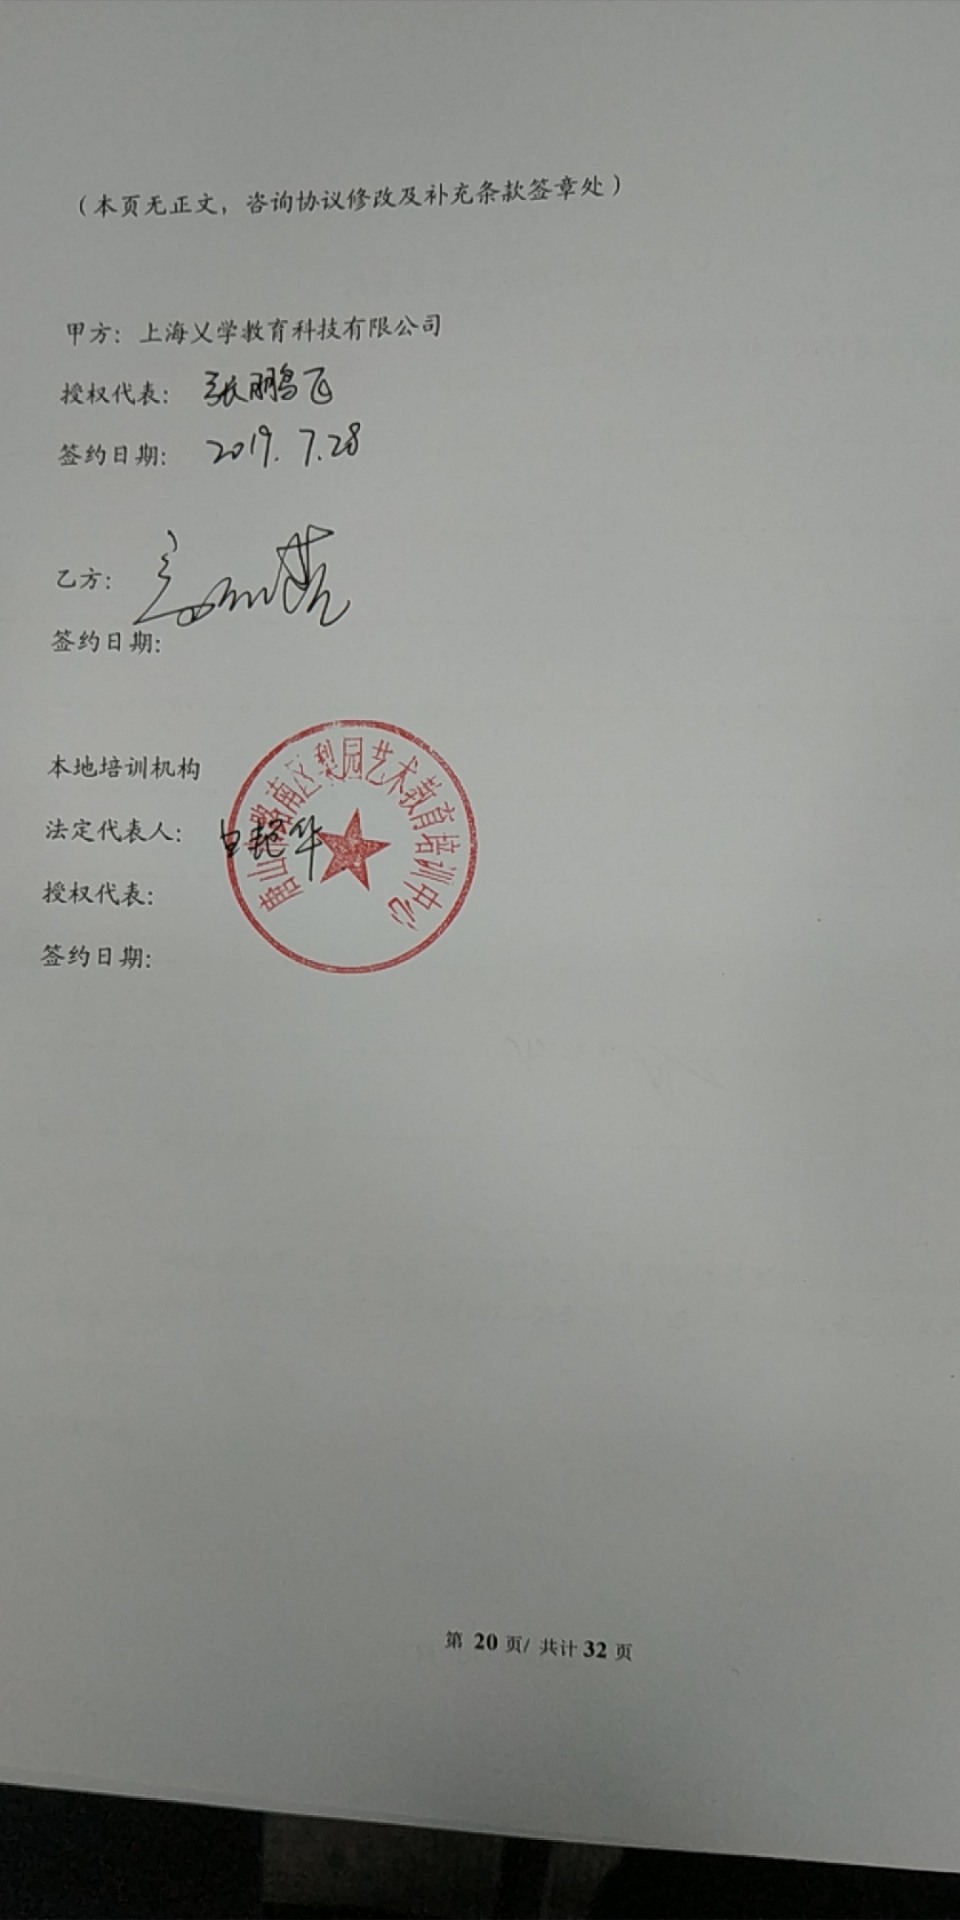 （本页无正文，咨询协议修改及补充条款签章处）
甲方：上海乂学教育科技有限公司
授权代表：张鹏飞
签约日期：2019.7.28
乙方：
签约日期：
本地培训机构
法定代表人：白艳华
授权代表：
签约日期：
唐山市路南区梨园艺术教育培训中心
第 20 页/ 共计 32 页